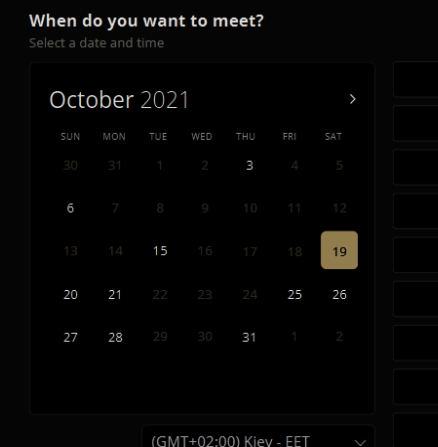 When do you want to meet?
Select a date and time
October 2021
SUN MON TUE WED THU FRI SAT
30 31 1 2 3 4 5
6 7 8 9 10 11 12
13 14 15 16 17 18 19
20 21 22 23 24 25 26
27 28 29 30 31 1 2
(GMT+02:00) Kiev - EET